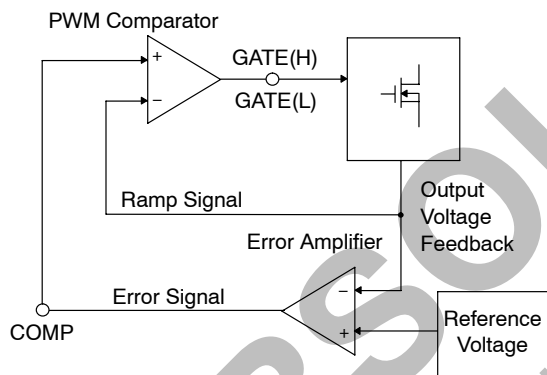 PWM Comparator
+
−
GATE(H)
GATE(L)
Ramp Signal
Output
Voltage
Feedback
Error Amplifier
Error Signal
−
+
COMP
Reference
Voltage